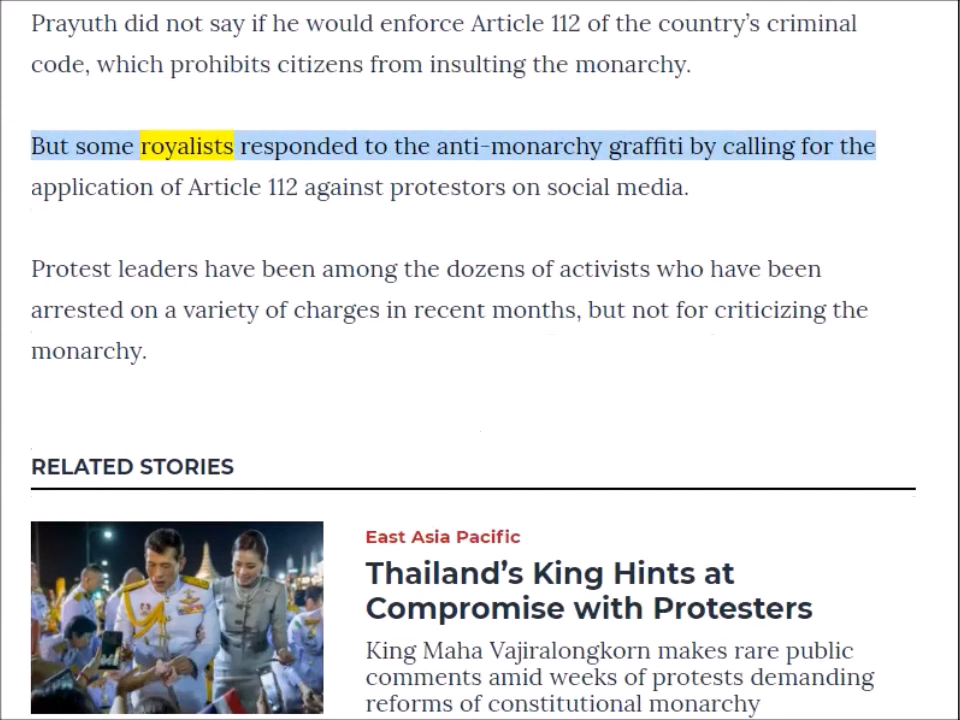 Prayuth did not say if he would enforce Article 112 of the country's criminal
code, which prohibits citizens from insulting the monarchy.
But some royalists responded to the anti-monarchy graffiti by calling for the
application of Article 112 against protestors on social media.
Protest leaders have been among the dozens of activists who have been
arrested on a variety of charges in recent months, but not for criticizing the
monarchy.
RELATED STORIES
East Asia Pacific
Thailand's King Hints at
Compromise with Protesters
King Maha Vajiralongkorn makes rare public
comments amid weeks of protests demanding
reforms of constitutional monarchy